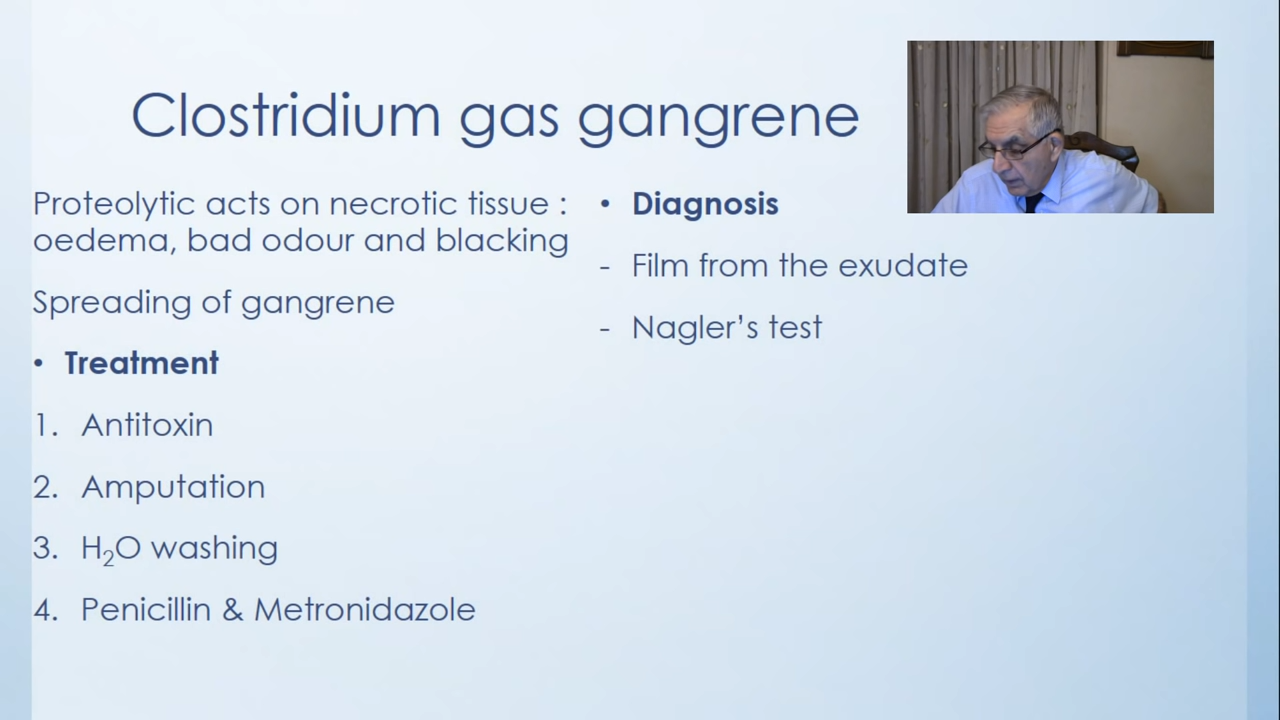 Clostridium gas gangrene
Proteolytic acts on necrotic tissue :
oedema, bad odour and blacking
Spreading of gangrene
• Treatment
1. Antitoxin
2. Amputation
3. H₂O washing
4. Penicillin & Metronidazole
• Diagnosis
- Film from the exudate
- Nagler’s test